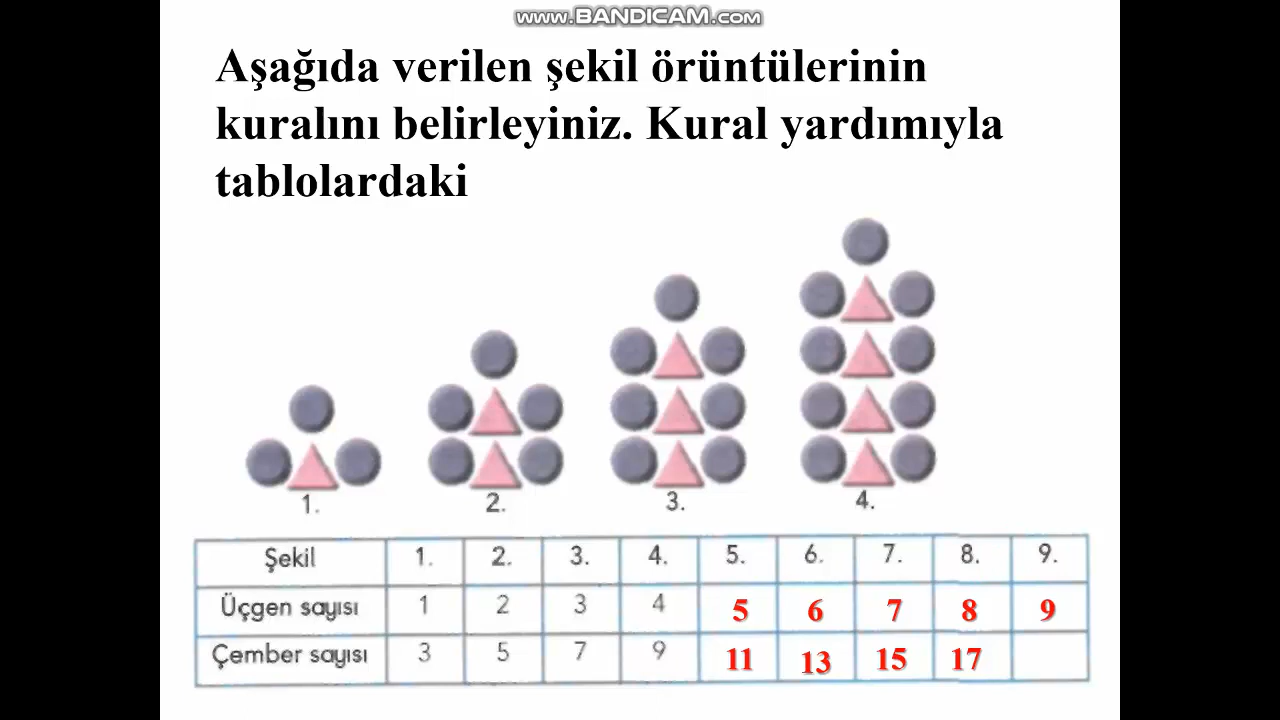 www.BANDICAM.com
Aşağıda verilen şekil örüntülerinin
kuralını belirleyiniz. Kural yardımıyla
tablolardaki
1. 2. 3. 4.
Şekil 1. 2. 3. 4. 5. 6. 7. 8. 9.
Üçgen sayısı 1 2 3 4 5 6 7 8 9
Çember sayısı 3 5 7 9 11 13 15 17